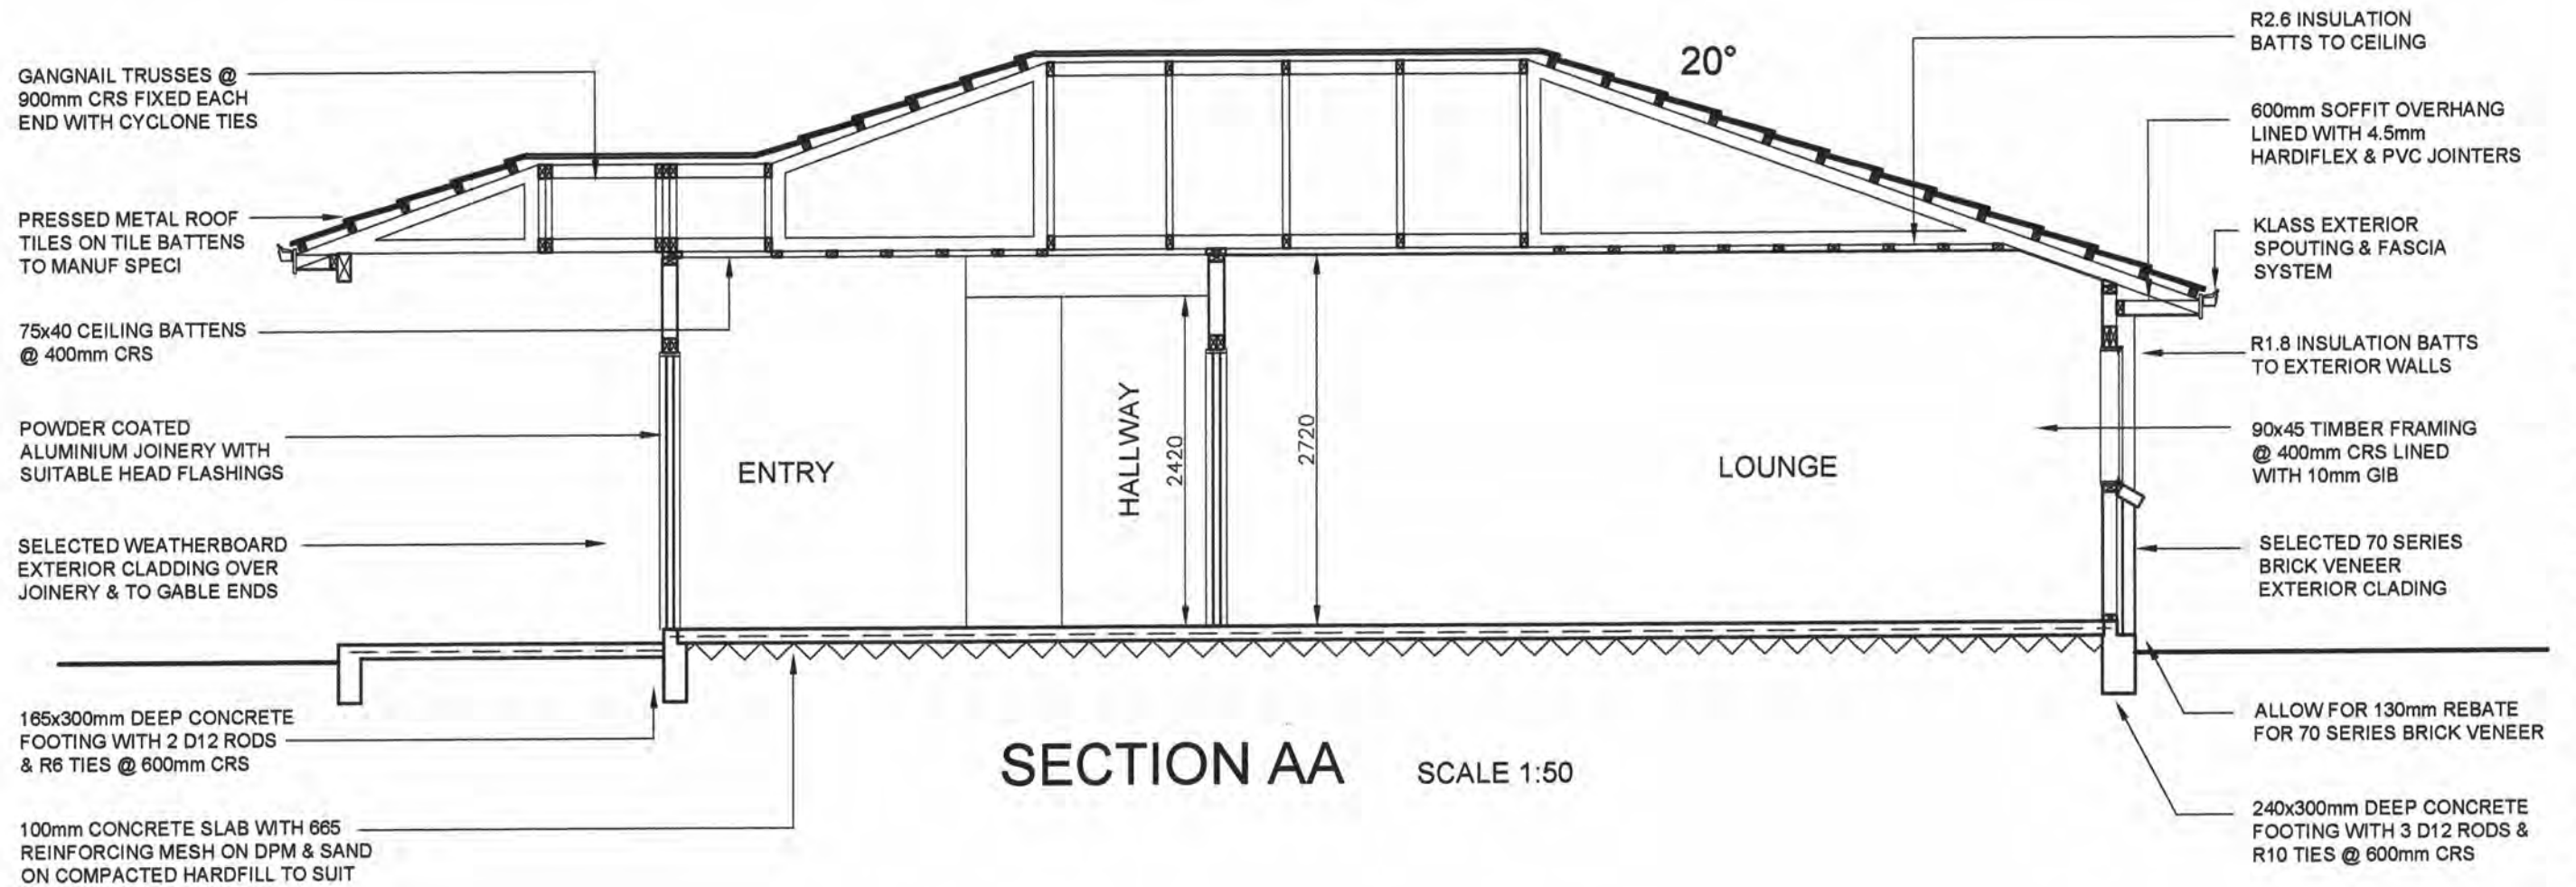 GANGNAIL TRUSSES @
900mm CRS FIXED EACH
END WITH CYCLONE TIES
PRESSED METAL ROOF
TILES ON TILE BATTENS
TO MANUF SPECI
75x40 CEILING BATTENS
@ 400mm CRS
POWDER COATED
ALUMINIUM JOINERY WITH
SUITABLE HEAD FLASHINGS
SELECTED WEATHERBOARD
EXTERIOR CLADDING OVER
JOINERY & TO GABLE ENDS
165x300mm DEEP CONCRETE
FOOTING WITH 2 D12 RODS
& R6 TIES @ 600mm CRS
100mm CONCRETE SLAB WITH 665
REINFORCING MESH ON DPM & SAND
ON COMPACTED HARDFILL TO SUIT
20°
ENTRY
HALLWAY
2420
2720
LOUNGE
SECTION AA
SCALE 1:50
R2.6 INSULATION
BATTS TO CEILING
600mm SOFFIT OVERHANG
LINED WITH 4.5mm
HARDIFLEX & PVC JOINTERS
KLASS EXTERIOR
SPOUTING & FASCIA
SYSTEM
R1.8 INSULATION BATTS
TO EXTERIOR WALLS
90x45 TIMBER FRAMING
@ 400mm CRS LINED
WITH 10mm GIB
SELECTED 70 SERIES
BRICK VENEER
EXTERIOR CLADING
ALLOW FOR 130mm REBATE
FOR 70 SERIES BRICK VENEER
240x300mm DEEP CONCRETE
FOOTING WITH 3 D12 RODS &
R10 TIES @ 600mm CRS